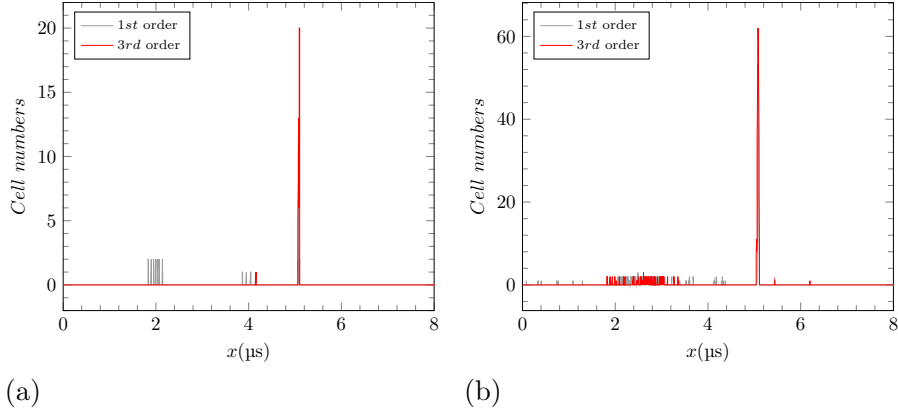 1st order
3rd order
20
15
10
5
0
Cell numbers
0 2 4 6 8
x(µs)
(a)
1st order
3rd order
60
40
20
0
Cell numbers
0 2 4 6 8
x(µs)
(b)